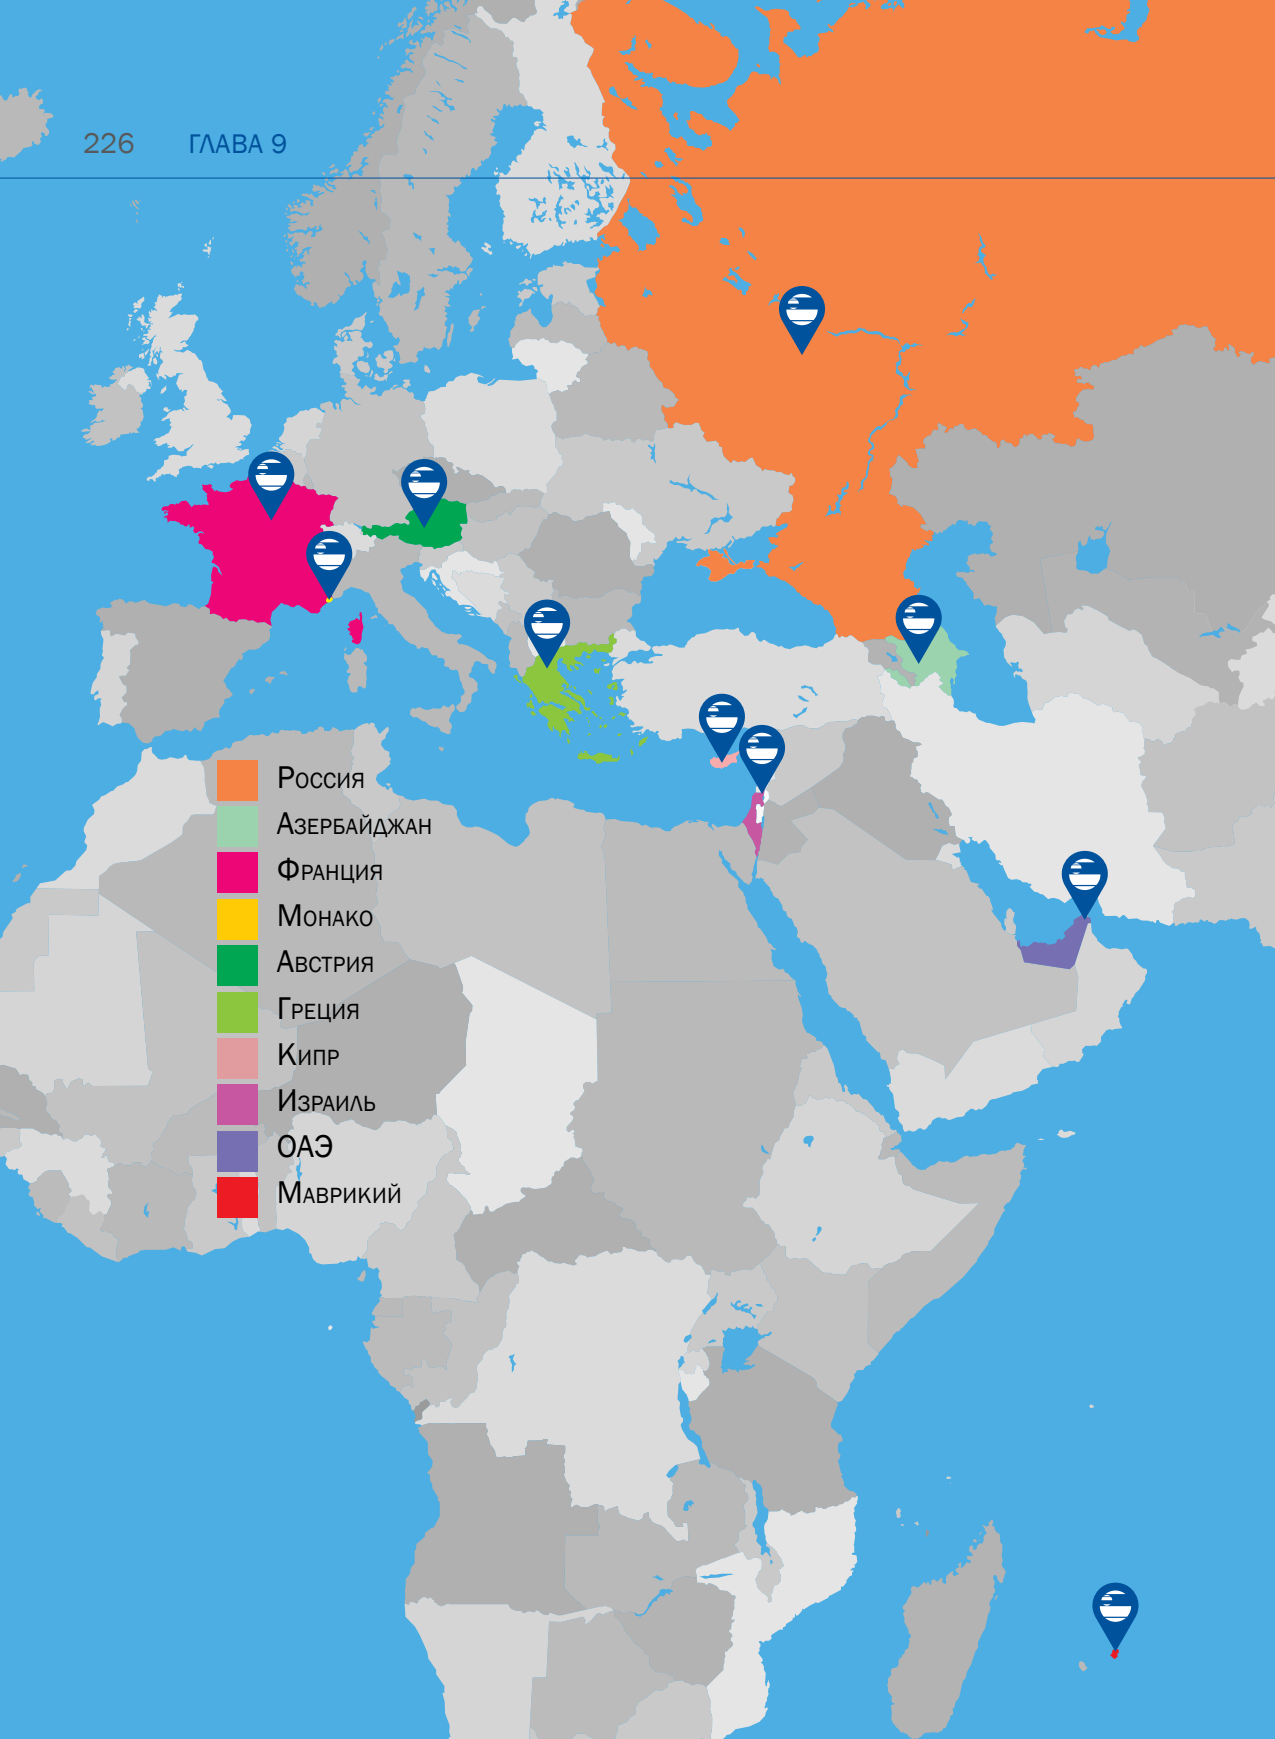 226 ГЛАВА 9
Россия
Азербайджан
Франция
Монако
Австрия
Греция
Кипр
Израиль
ОАЭ
Маврикий